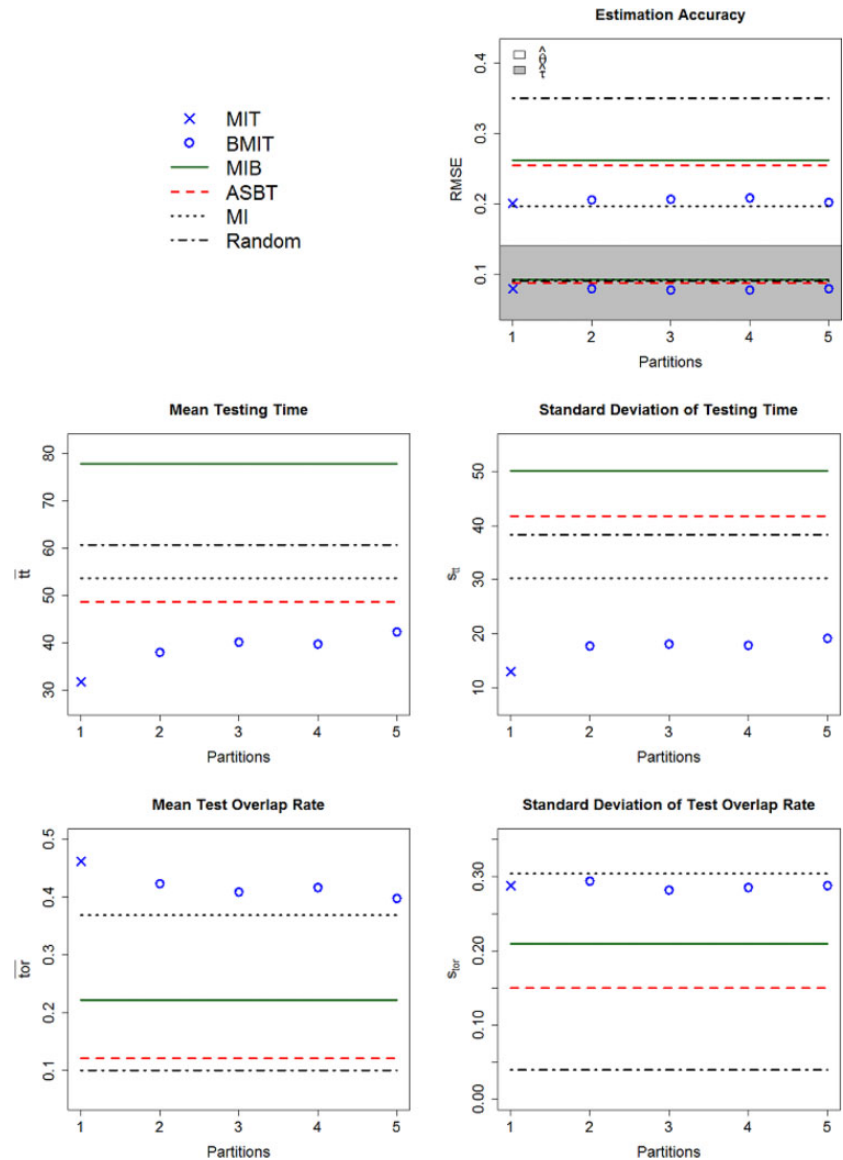 Estimation Accuracy
θ̂
τ̂
MIT
BMIT
MIB
ASBT
MI
Random
RMSE
0.4
0.3
0.2
0.1
1 2 3 4 5
Partitions
Mean Testing Time
t̅t̅
80
70
60
50
40
30
1 2 3 4 5
Partitions
Standard Deviation of Testing Time
s_tt
50
40
30
20
10
1 2 3 4 5
Partitions
Mean Test Overlap Rate
t̅o̅r̅
0.5
0.4
0.3
0.2
0.1
1 2 3 4 5
Partitions
Standard Deviation of Test Overlap Rate
s_tor
0.30
0.20
0.10
0.00
1 2 3 4 5
Partitions